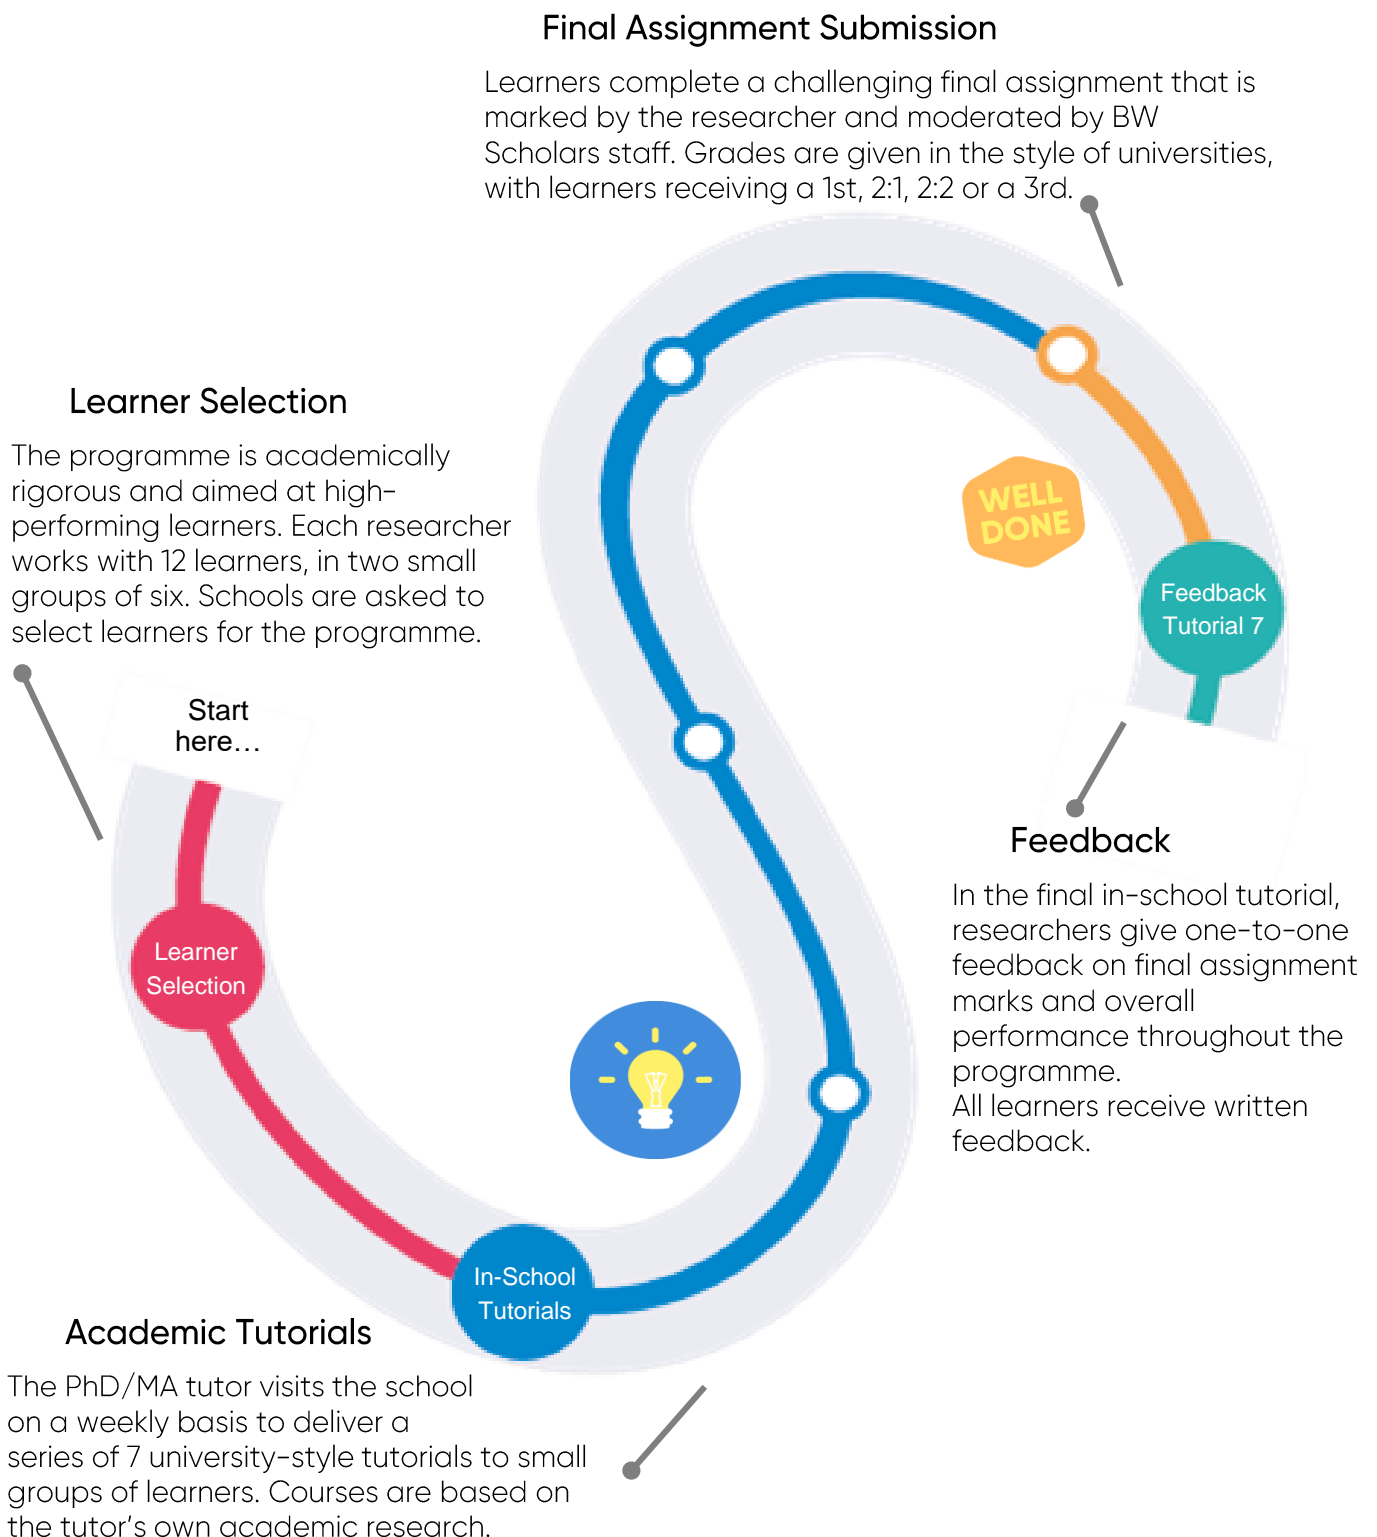 Final Assignment Submission
Learners complete a challenging final assignment that is
marked by the researcher and moderated by BW
Scholars staff. Grades are given in the style of universities,
with learners receiving a 1st, 2:1, 2:2 or a 3rd.
Learner Selection
The programme is academically
rigorous and aimed at high-
performing learners. Each researcher
works with 12 learners, in two small
groups of six. Schools are asked to
select learners for the programme.
WELL
DONE
Feedback
Tutorial 7
Start
here…
Feedback
In the final in-school tutorial,
researchers give one-to-one
feedback on final assignment
marks and overall
performance throughout the
programme.
All learners receive written
feedback.
Learner
Selection
In-School
Tutorials
Academic Tutorials
The PhD/MA tutor visits the school
on a weekly basis to deliver a
series of 7 university-style tutorials to small
groups of learners. Courses are based on
the tutor's own academic research.